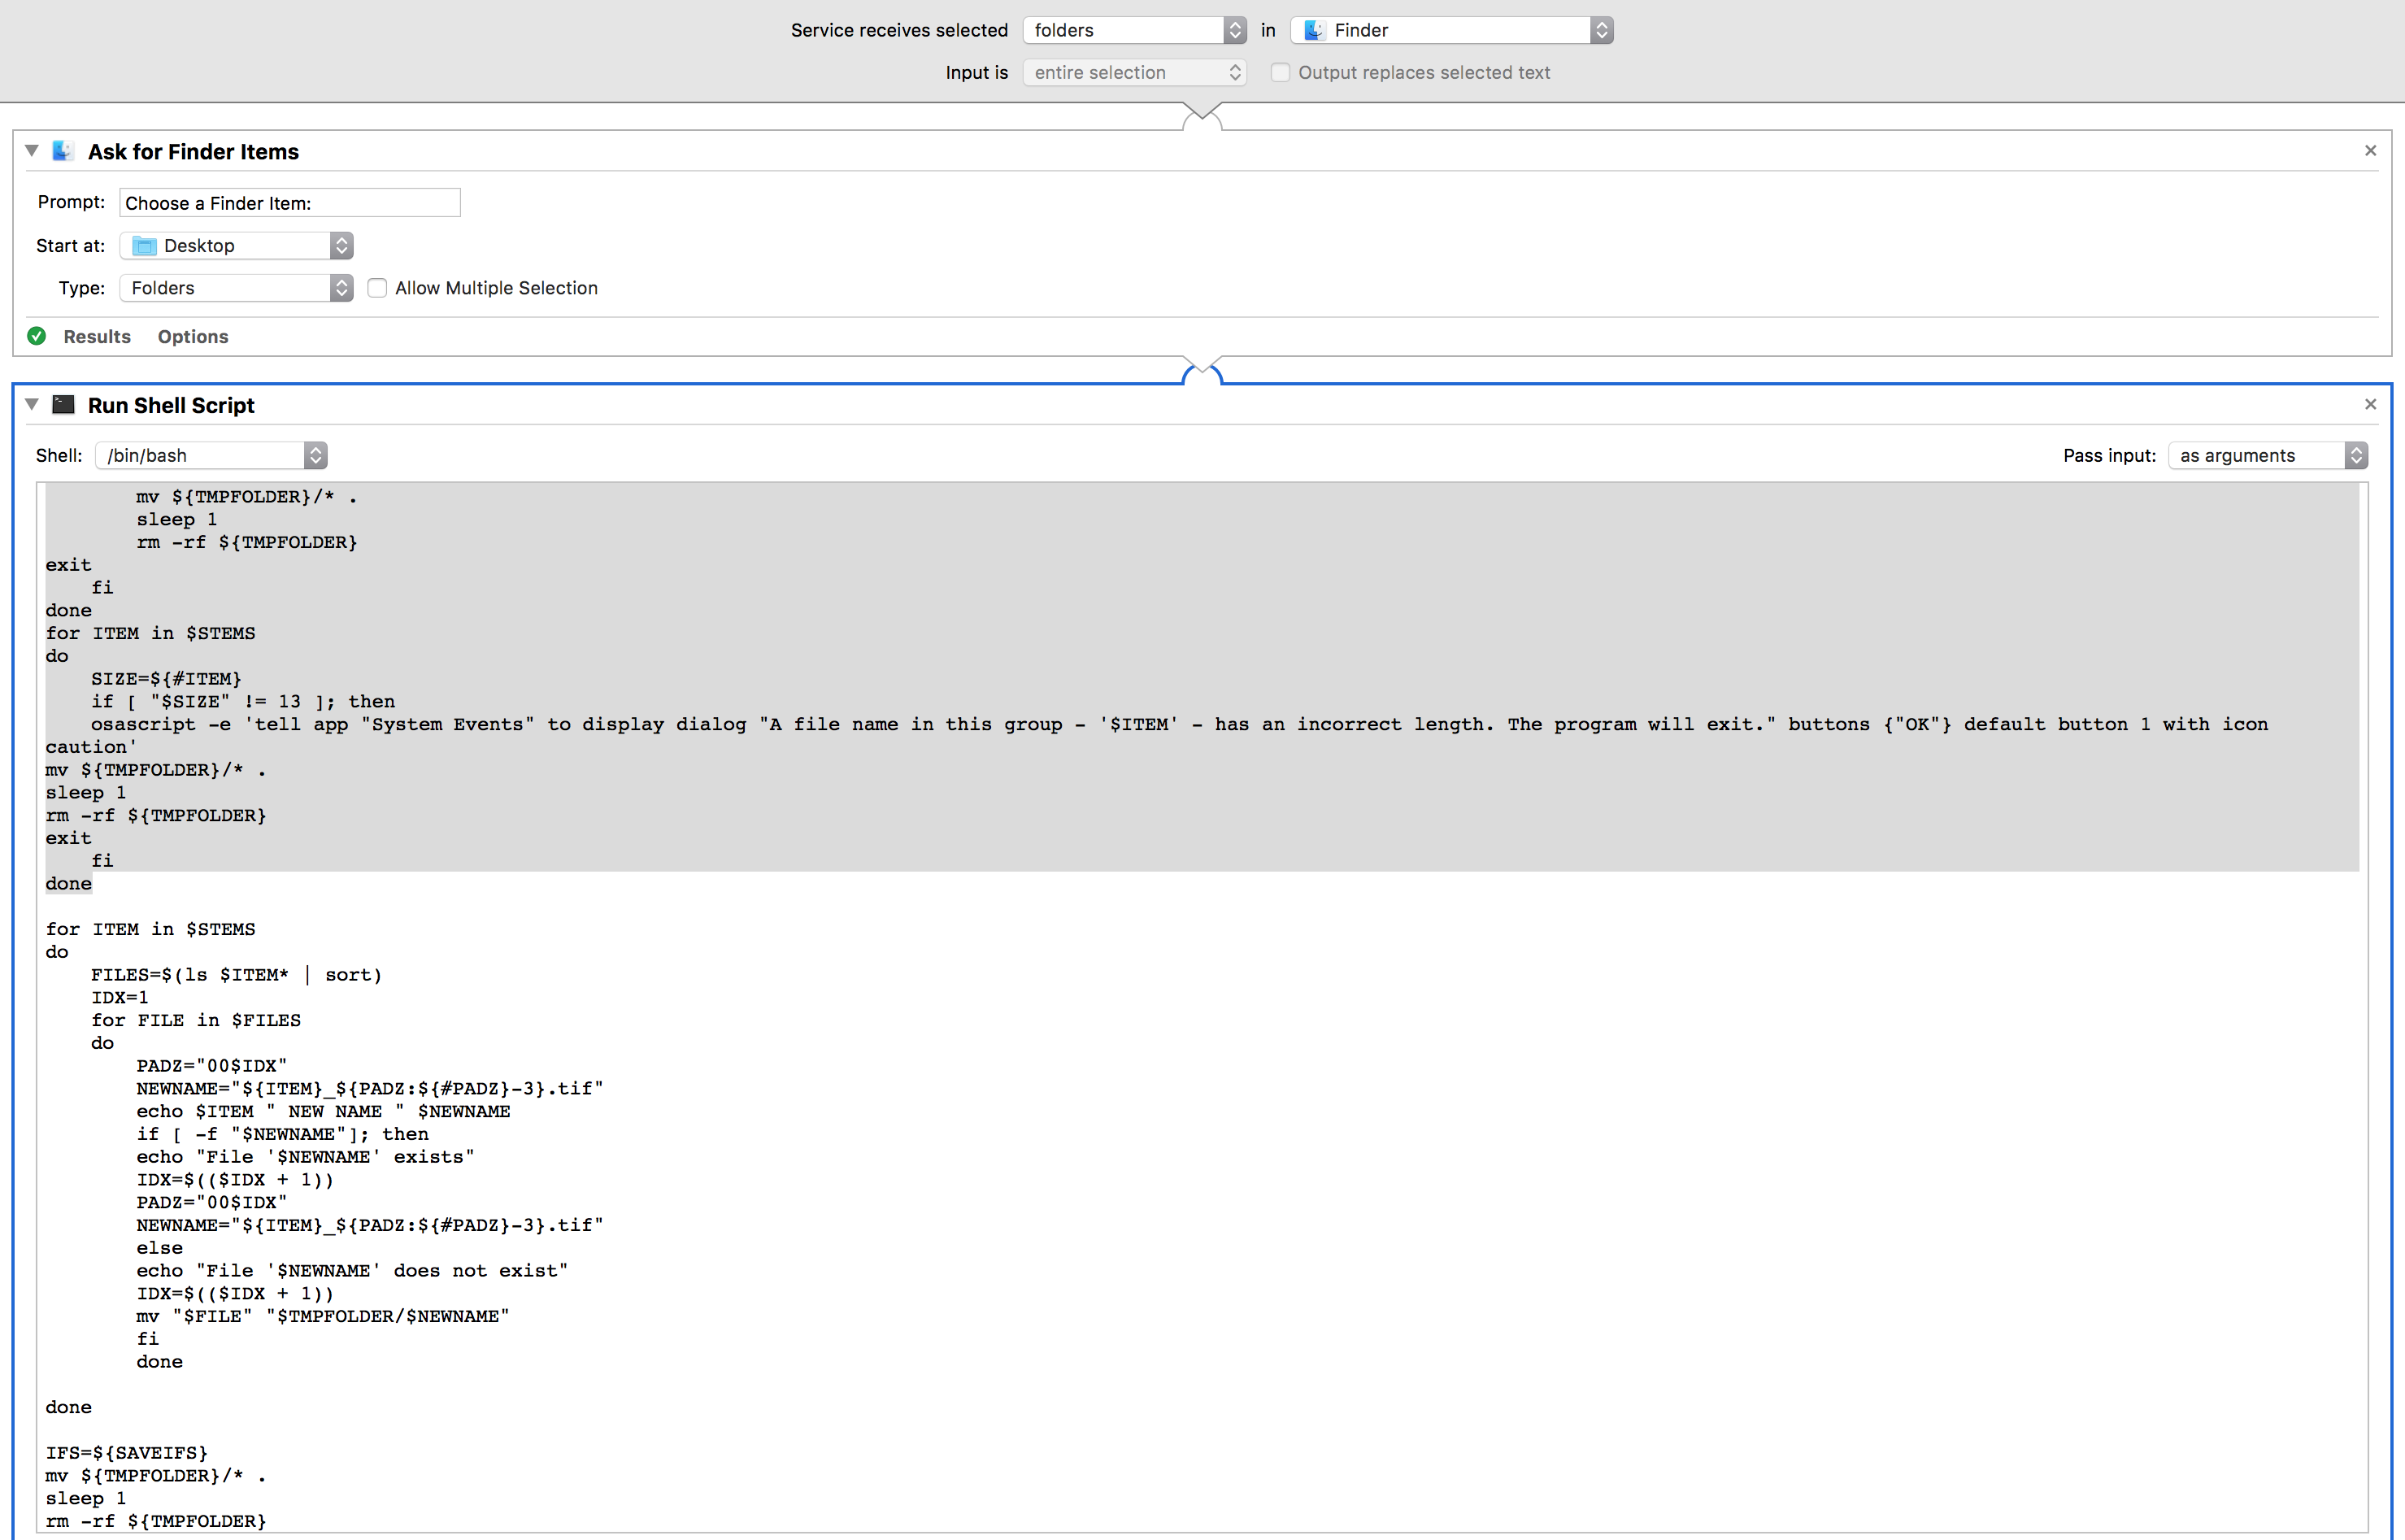 Service receives selected folders in Finder
Input is entire selection Output replaces selected text
Ask for Finder Items
Prompt: Choose a Finder Item:
Start at: Desktop
Type: Folders Allow Multiple Selection
Results Options
Run Shell Script
Shell: /bin/bash Pass input: as arguments
mv ${TMPFOLDER}/* .
sleep 1
rm -rf ${TMPFOLDER}
exit
fi
done
for ITEM in $STEMS
do
SIZE=${#ITEM}
if [ "$SIZE" != 13 ]; then
osascript -e 'tell app "System Events" to display dialog "A file name in this group - '$ITEM' - has an incorrect length. The program will exit." buttons {"OK"} default button 1 with icon
caution'
mv ${TMPFOLDER}/* .
sleep 1
rm -rf ${TMPFOLDER}
exit
fi
done
for ITEM in $STEMS
do
FILES=$(ls $ITEM* | sort)
IDX=1
for FILE in $FILES
do
PADZ="00$IDX"
NEWNAME="${ITEM}_${PADZ:${#PADZ}-3}.tif"
echo $ITEM " NEW NAME " $NEWNAME
if [ -f "$NEWNAME"]; then
echo "File '$NEWNAME' exists"
IDX=$(($IDX + 1))
PADZ="00$IDX"
NEWNAME="${ITEM}_${PADZ:${#PADZ}-3}.tif"
else
echo "File '$NEWNAME' does not exist"
IDX=$(($IDX + 1))
mv "$FILE" "$TMPFOLDER/$NEWNAME"
fi
done
done
IFS=${SAVEIFS}
mv ${TMPFOLDER}/* .
sleep 1
rm -rf ${TMPFOLDER}